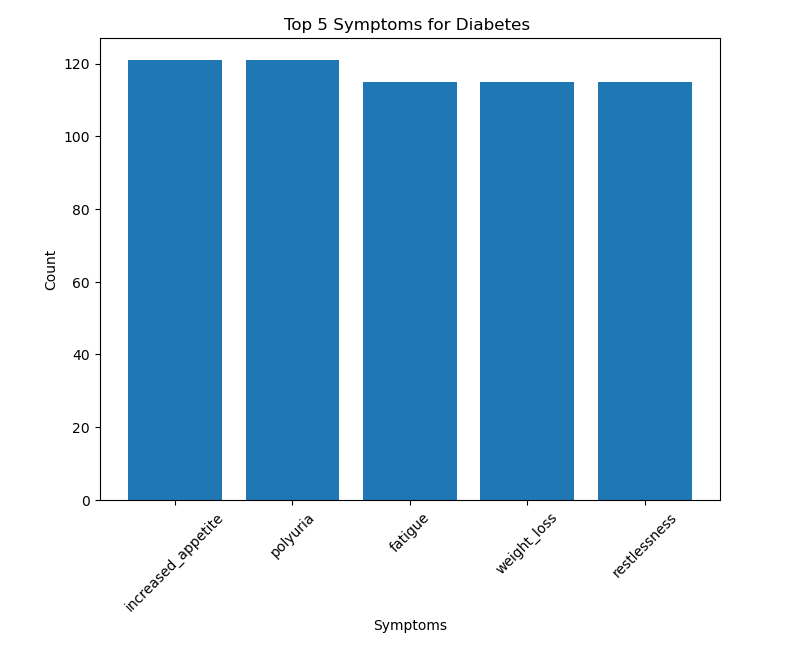 Top 5 Symptoms for Diabetes
120
100
80
60
40
20
0
Count
increased_appetite
polyuria
fatigue
weight_loss
restlessness
Symptoms